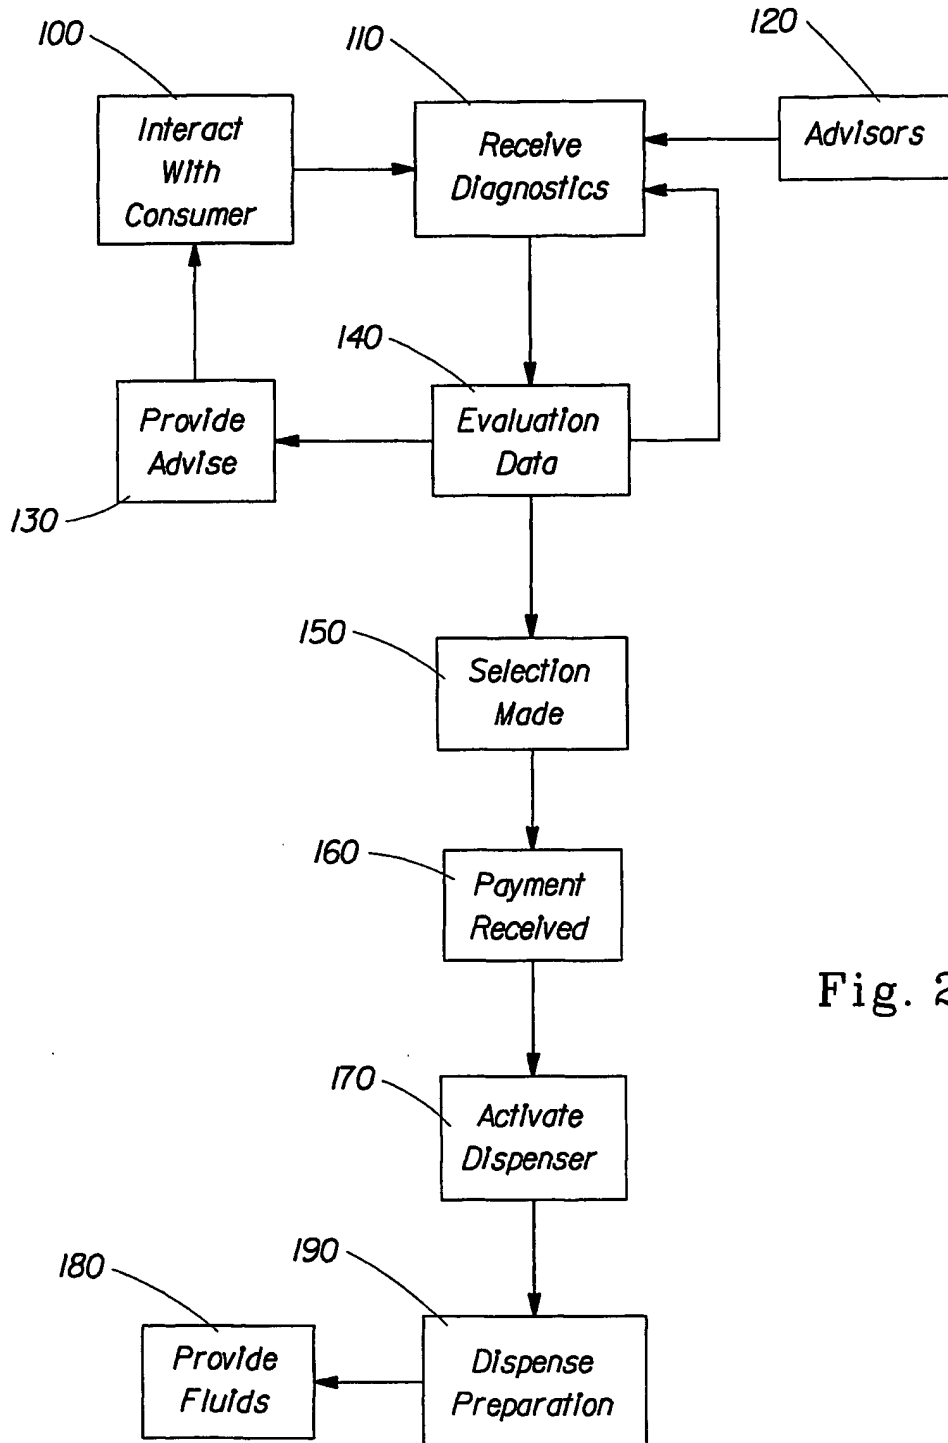 100
110
120
Interact
With
Consumer
Receive
Diagnostics
Advisors
140
Provide
Advise
Evaluation
Data
130
150
Selection
Made
160
Payment
Received
Fig. 2
170
Activate
Dispenser
180
190
Provide
Fluids
Dispense
Preparation